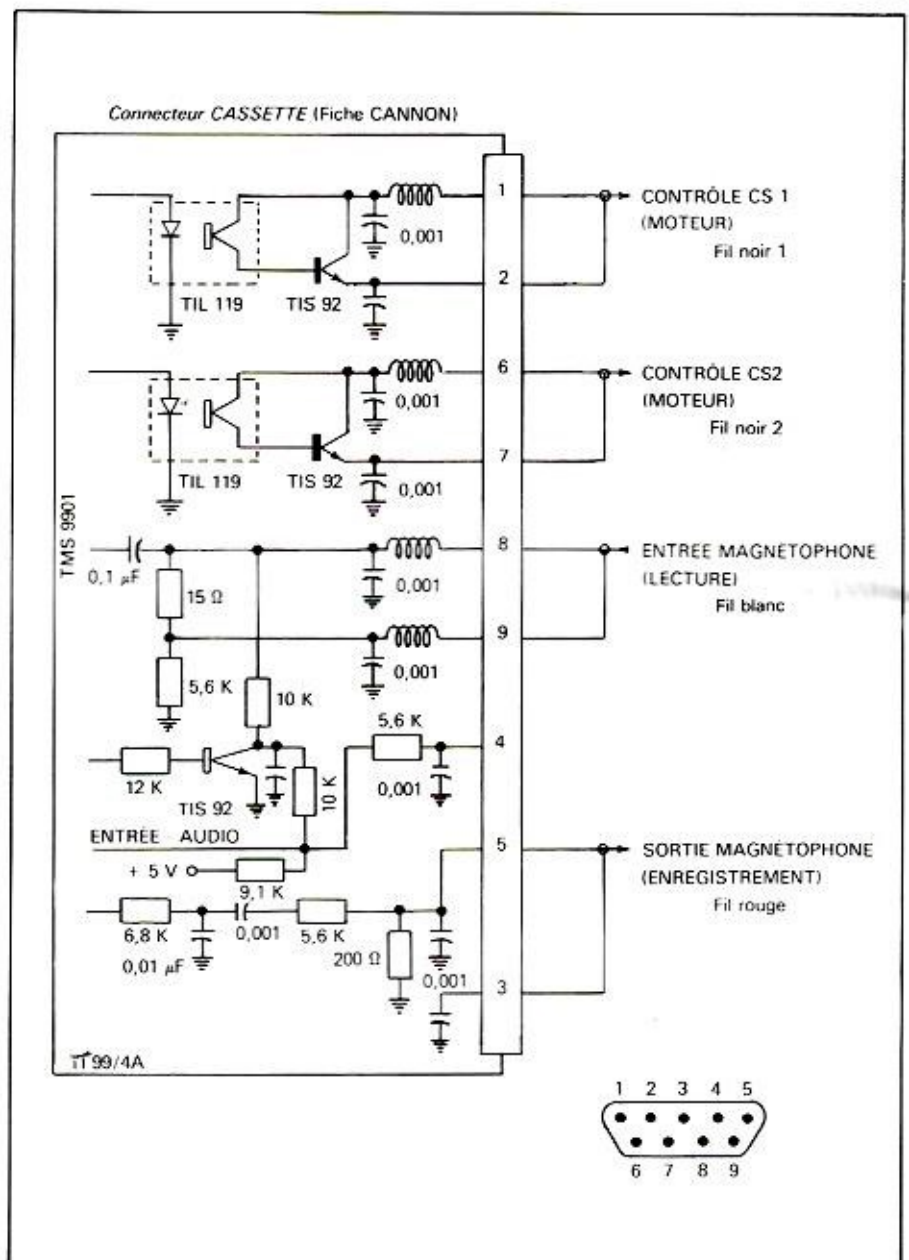 Connecteur CASSETTE (Fiche CANNON)
1
CONTRÔLE CS 1
(MOTEUR)
Fil noir 1
0,001
2
TIL 119
TIS 92
6
CONTRÔLE CS2
(MOTEUR)
Fil noir 2
0,001
7
TIL 119
TIS 92
0,001
TMS 9901
8
ENTRÉE MAGNÉTOPHONE
(LECTURE)
Fil blanc
0,1 µF
0,001
15 Ω
9
0,001
5,6 K
10 K
5,6 K
4
12 K
TIS 92
10 K
0,001
ENTRÉE AUDIO
5
SORTIE MAGNÉTOPHONE
(ENREGISTREMENT)
Fil rouge
+ 5 V
9,1 K
6,8 K
0,001
5,6 K
0,01 µF
200 Ω
0,001
3
99/4A
1 2 3 4 5
6 7 8 9